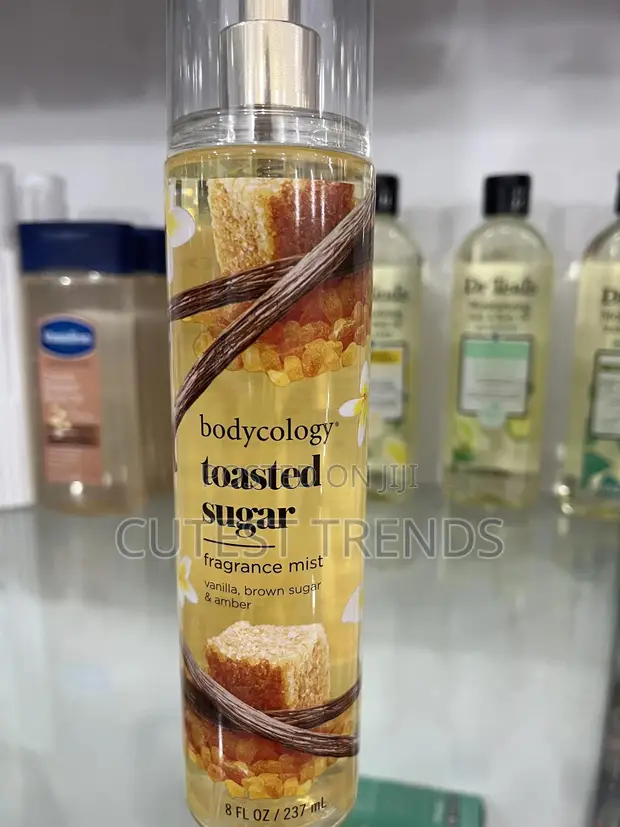 bodycology®
toasted
sugar
fragrance mist
vanilla, brown sugar
& amber
8 FL OZ / 237 mL
CUTEST TRENDS
ON JIJI
Vaseline
Dr Teal's